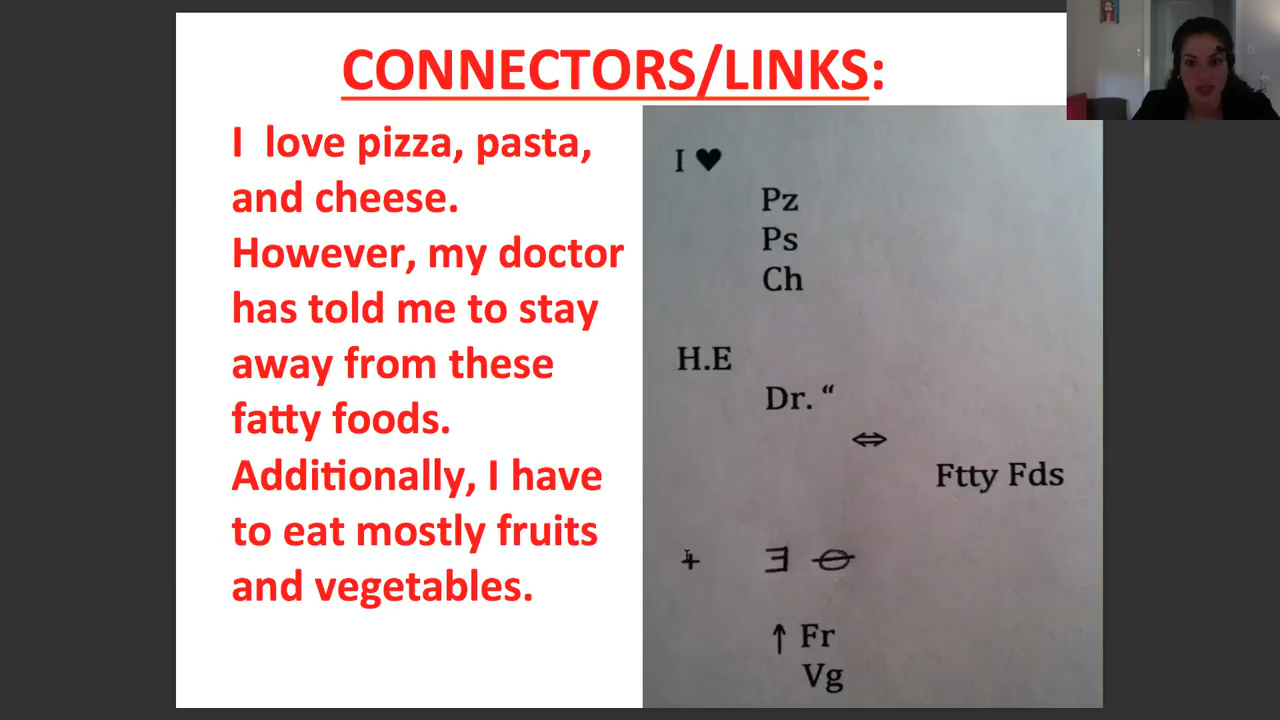 CONNECTORS/LINKS:
I love pizza, pasta,
and cheese.
However, my doctor
has told me to stay
away from these
fatty foods.
Additionally, I have
to eat mostly fruits
and vegetables.
I ♥
Pz
Ps
Ch
H.E
Dr. “
⇔
Ftty Fds
+ ∃ ⊖
↑ Fr
Vg